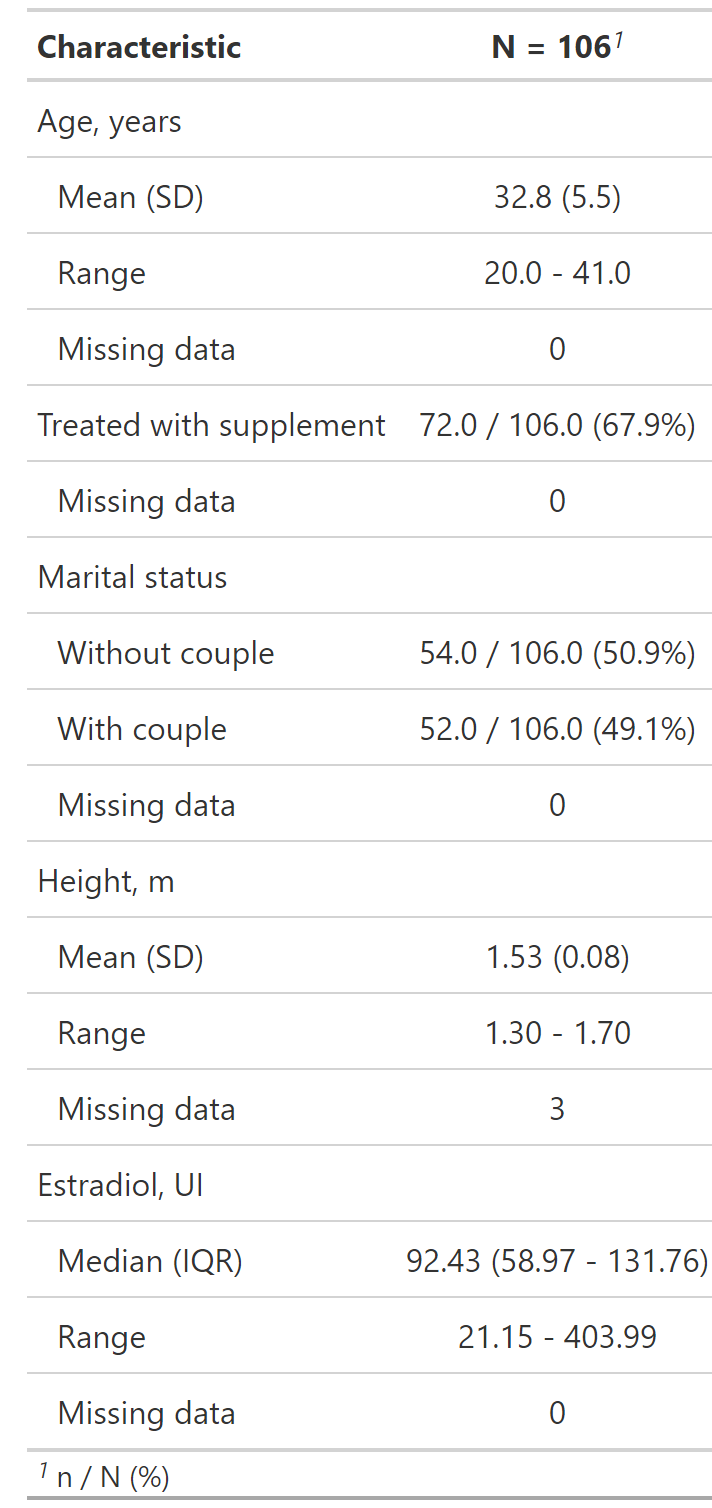 Characteristic N = 106¹
Age, years
Mean (SD) 32.8 (5.5)
Range 20.0 - 41.0
Missing data 0
Treated with supplement 72.0 / 106.0 (67.9%)
Missing data 0
Marital status
Without couple 54.0 / 106.0 (50.9%)
With couple 52.0 / 106.0 (49.1%)
Missing data 0
Height, m
Mean (SD) 1.53 (0.08)
Range 1.30 - 1.70
Missing data 3
Estradiol, UI
Median (IQR) 92.43 (58.97 - 131.76)
Range 21.15 - 403.99
Missing data 0
¹ n / N (%)